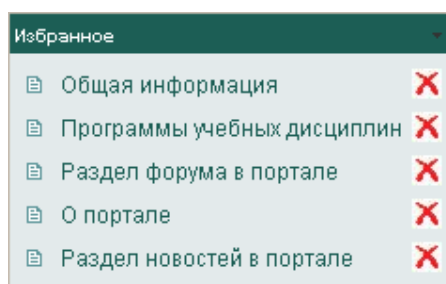 Избранное
Общая информация
Программы учебных дисциплин
Раздел форума в портале
О портале
Раздел новостей в портале